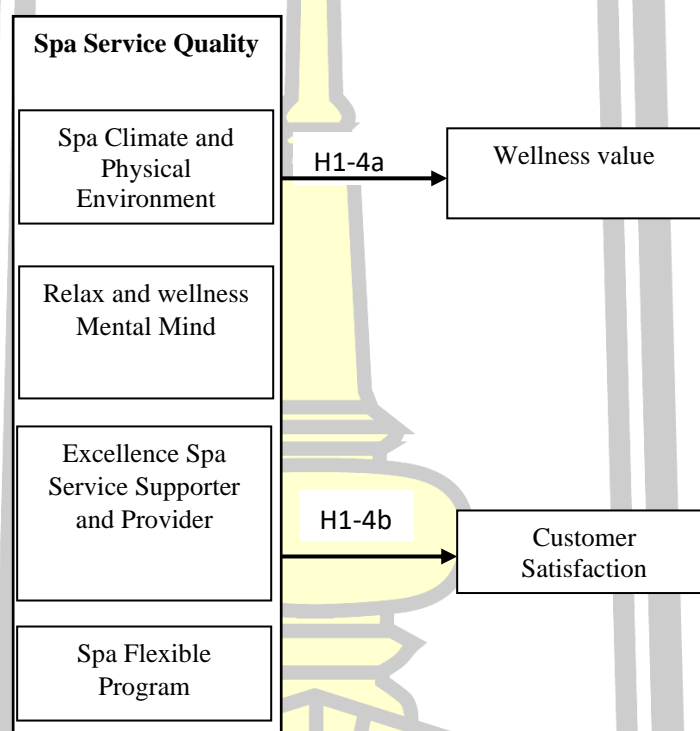 Spa Service Quality
Spa Climate and
Physical
Environment
H1-4a
Wellness value
Relax and wellness
Mental Mind
Excellence Spa
Service Supporter
and Provider
H1-4b
Customer
Satisfaction
Spa Flexible
Program